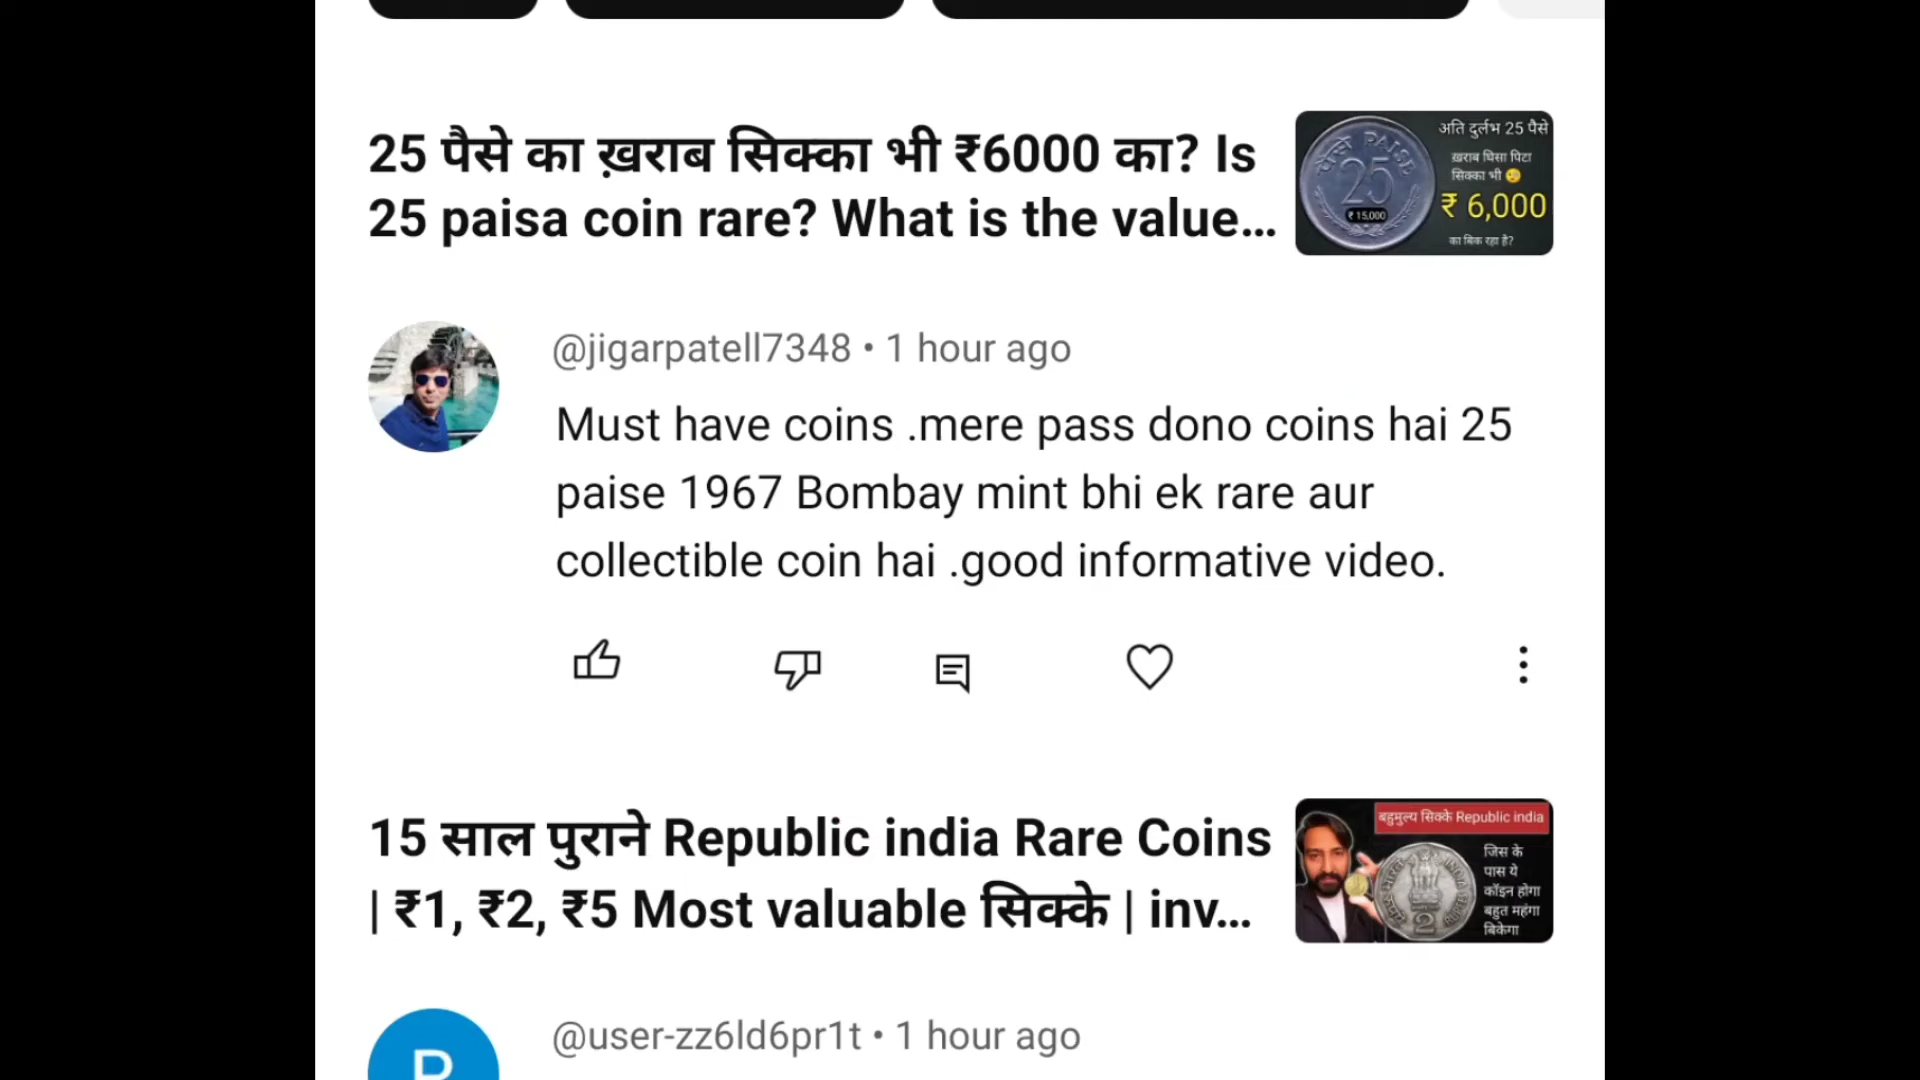 25 पैसे का ख़राब सिक्का भी ₹6000 का? Is
25 paisa coin rare? What is the value...
पैसे PAISE
25
₹ 15,000
अति दुर्लभ 25 पैसे
ख़राब घिसा पिटा
सिक्का भी
₹ 6,000
का बिक रहा है?
@jigarpatell7348 • 1 hour ago
Must have coins .mere pass dono coins hai 25
paise 1967 Bombay mint bhi ek rare aur
collectible coin hai .good informative video.
15 साल पुराने Republic india Rare Coins
| ₹1, ₹2, ₹5 Most valuable सिक्के | inv...
बहुमुल्य सिक्के Republic india
भारत INDIA
2
जिस के
पास ये
कॉइन होगा
बहुत महंगा
बिकेगा
@user-zz6ld6pr1t • 1 hour ago